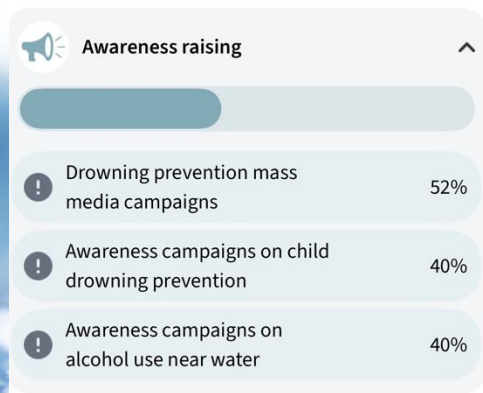 Awareness raising
Drowning prevention mass
media campaigns
52%
Awareness campaigns on child
drowning prevention
40%
Awareness campaigns on
alcohol use near water
40%